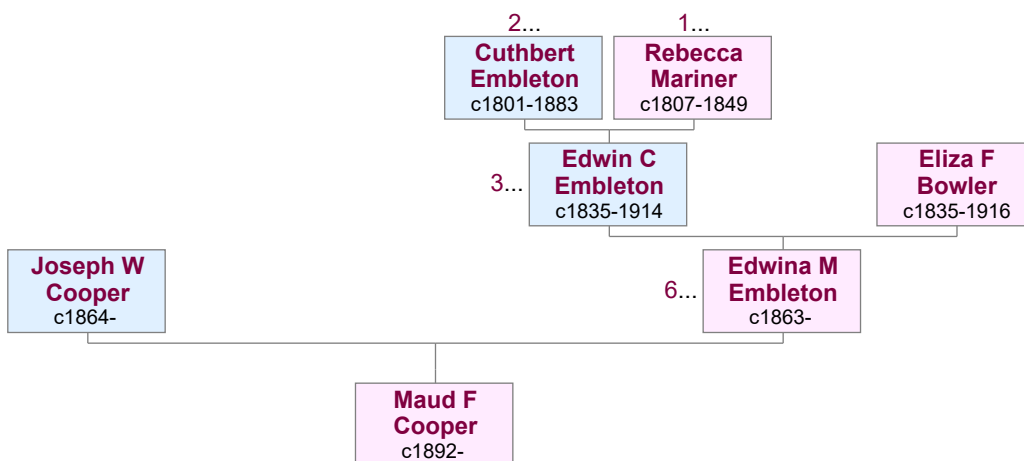 2...
1...
Cuthbert
Embleton
c1801-1883
Rebecca
Mariner
c1807-1849
3...
Edwin C
Embleton
c1835-1914
Eliza F
Bowler
c1835-1916
Joseph W
Cooper
c1864-
6...
Edwina M
Embleton
c1863-
Maud F
Cooper
c1892-